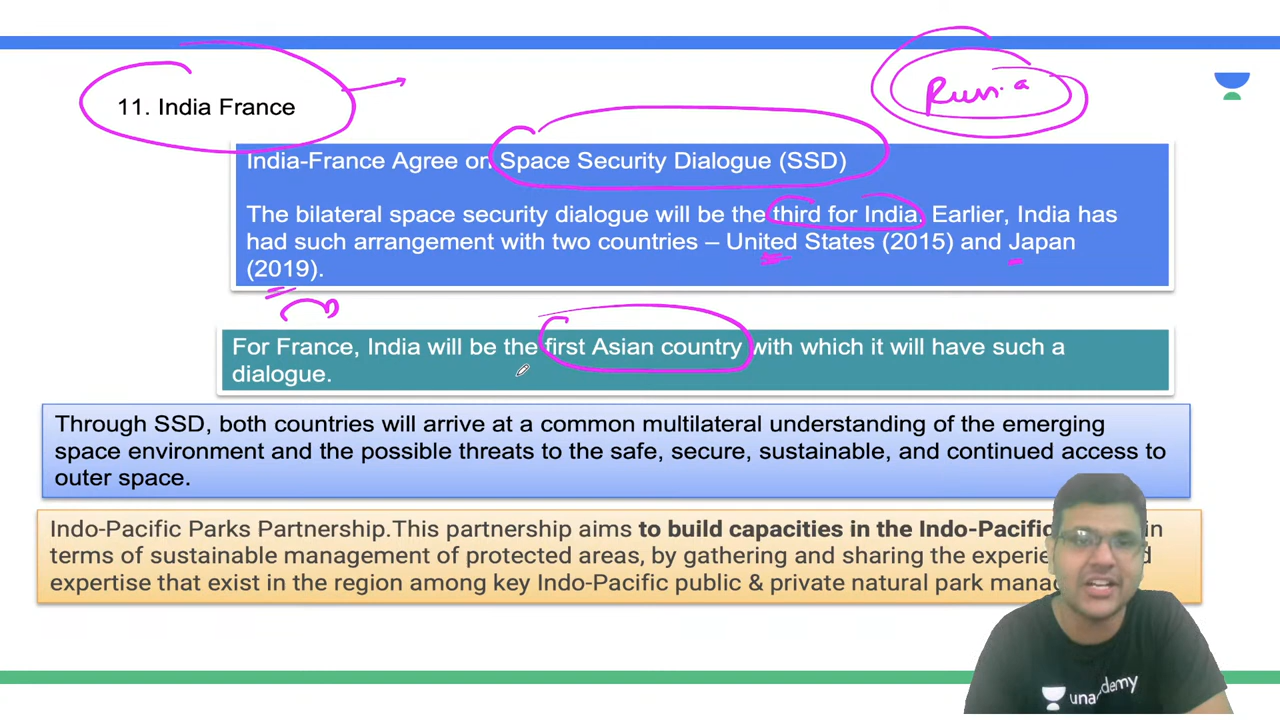 11. India France
India-France Agree on Space Security Dialogue (SSD)
The bilateral space security dialogue will be the third for India. Earlier, India has
had such arrangement with two countries – United States (2015) and Japan
(2019).
For France, India will be the first Asian country with which it will have such a
dialogue.
Through SSD, both countries will arrive at a common multilateral understanding of the emerging
space environment and the possible threats to the safe, secure, sustainable, and continued access to
outer space.
Indo-Pacific Parks Partnership.This partnership aims to build capacities in the Indo-Pacific in
terms of sustainable management of protected areas, by gathering and sharing the
expertise that exist in the region among key Indo-Pacific public & private natural park
unacademy